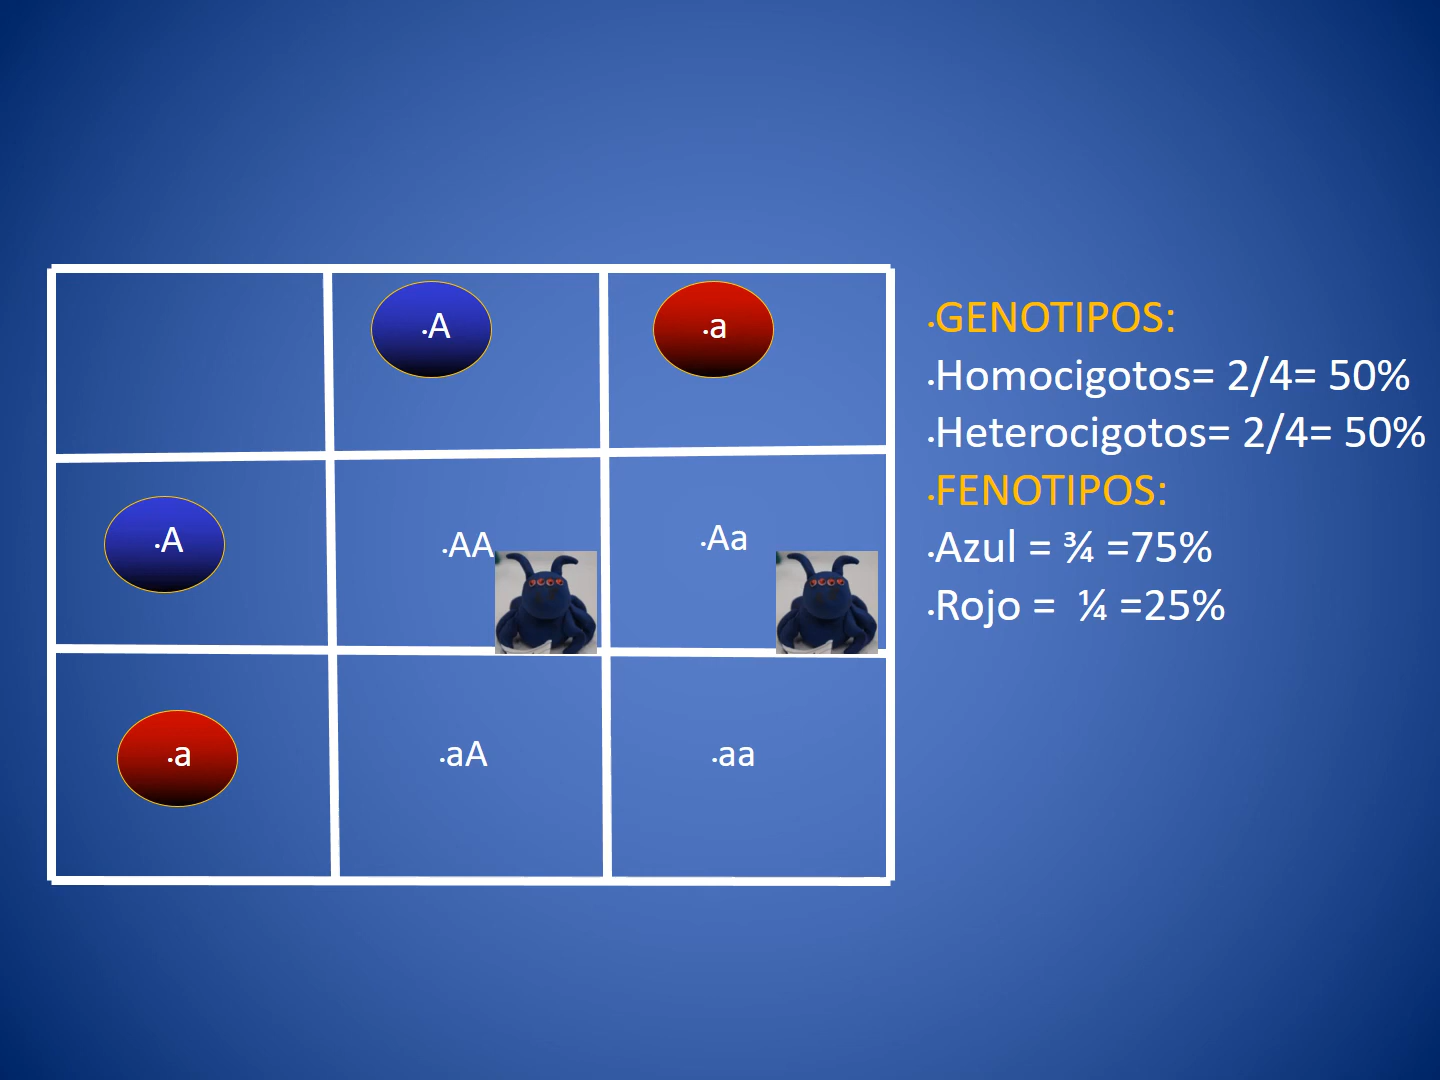 •A
•a
•A
•AA
•Aa
•a
•aA
•aa
•GENOTIPOS:
•Homocigotos= 2/4= 50%
•Heterocigotos= 2/4= 50%
•FENOTIPOS:
•Azul = ¾ =75%
•Rojo =  ¼ =25%